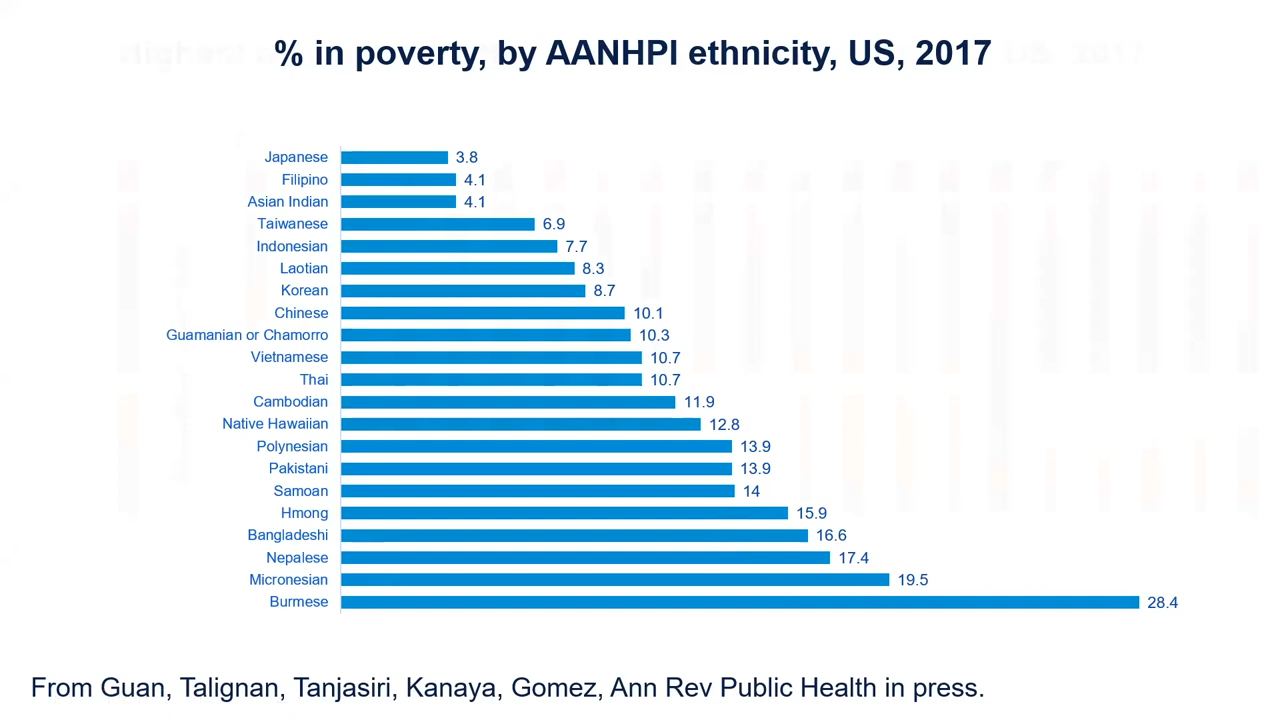 % in poverty, by AANHPI ethnicity, US, 2017
Japanese 3.8
Filipino 4.1
Asian Indian 4.1
Taiwanese 6.9
Indonesian 7.7
Laotian 8.3
Korean 8.7
Chinese 10.1
Guamanian or Chamorro 10.3
Vietnamese 10.7
Thai 10.7
Cambodian 11.9
Native Hawaiian 12.8
Polynesian 13.9
Pakistani 13.9
Samoan 14
Hmong 15.9
Bangladeshi 16.6
Nepalese 17.4
Micronesian 19.5
Burmese 28.4
From Guan, Talignan, Tanjasiri, Kanaya, Gomez, Ann Rev Public Health in press.